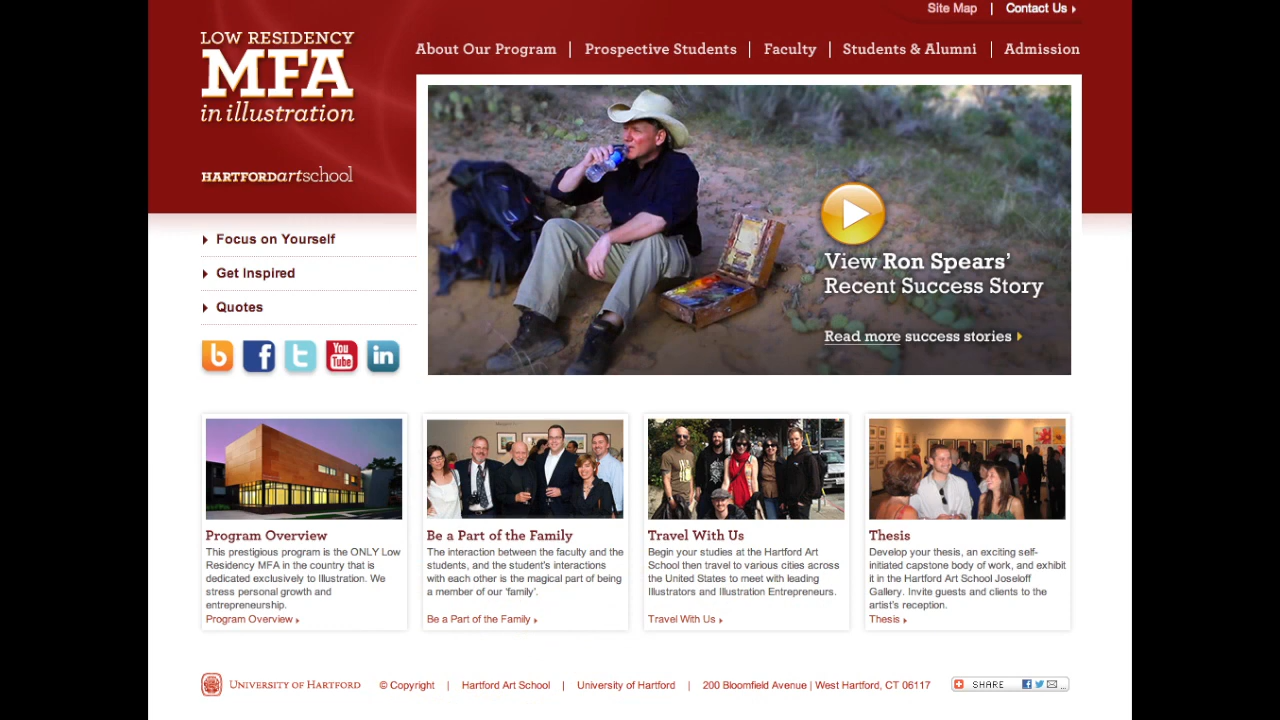 Site Map | Contact Us
LOW RESIDENCY
MFA
in illustration
HARTFORDartschool
About Our Program | Prospective Students | Faculty | Students & Alumni | Admission
Focus on Yourself
Get Inspired
Quotes
b f t You Tube in
View Ron Spears'
Recent Success Story
Read more success stories
Program Overview
This prestigious program is the ONLY Low
Residency MFA in the country that is
dedicated exclusively to Illustration. We
stress personal growth and
entrepreneurship.
Program Overview
Be a Part of the Family
The interaction between the faculty and the
students, and the student's interactions
with each other is the magical part of being
a member of our 'family'.
Be a Part of the Family
Travel With Us
Begin your studies at the Hartford Art
School then travel to various cities across
the United States to meet with leading
Illustrators and Illustration Entrepreneurs.
Travel With Us
Thesis
Develop your thesis, an exciting self-
initiated capstone body of work, and exhibit
it in the Hartford Art School Joseloff
Gallery. Invite guests and clients to the
artist's reception.
Thesis
UNIVERSITY OF HARTFORD © Copyright | Hartford Art School | University of Hartford | 200 Bloomfield Avenue | West Hartford, CT 06117 SHARE ...